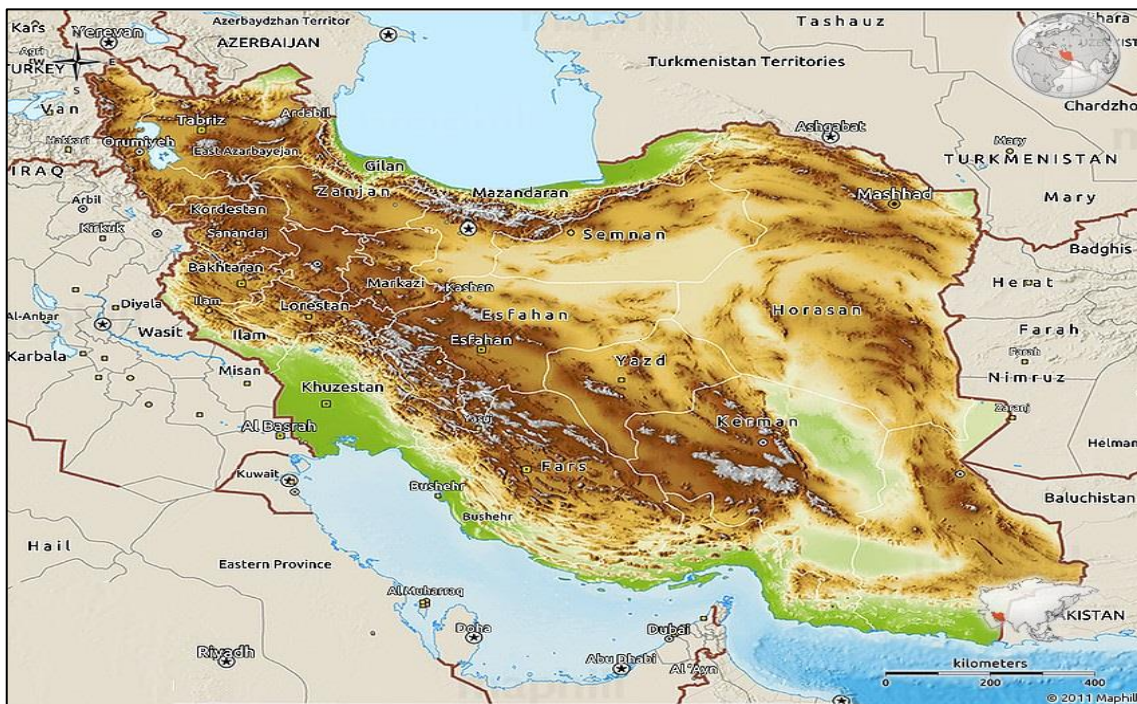 Kars
Yerevan
Azerbaydzhan Territor
AZERBAIJAN
Tashauz
Turkmenistan Territories
Chardzho
Agri
W
E
S
TURKEY
Van
Hakkari
Tabriz
Ardabil
Orumiyeh
East Azarbayejan
Gilan
Zanjan
Mazandaran
Ashgabat
Mary
TURKMENISTAN
Mashhad
Mary
IRAQ
Arbil
Kirkuk
Kordestan
Sanandaj
Semnan
Badghis
Bakhtaran
Markazi
Kashan
Herat
Diyala
Ilam
Lorestan
Esfahan
Horasan
Al-Anbar
Wasit
Ilam
Esfahan
Farah
Karbala
Yazd
Farah
Misan
Khuzestan
Nimruz
Kerman
Zaranj
Al Basrah
Yasuj
Helman
Kuwait
Fars
Bushehr
Baluchistan
Bushehr
Hail
Eastern Province
Al Muharraq
Doha
Dubai
KISTAN
Riyadh
Abu Dhabi
Al 'Ayn
kilometers
200
400
© 2011 Maphill